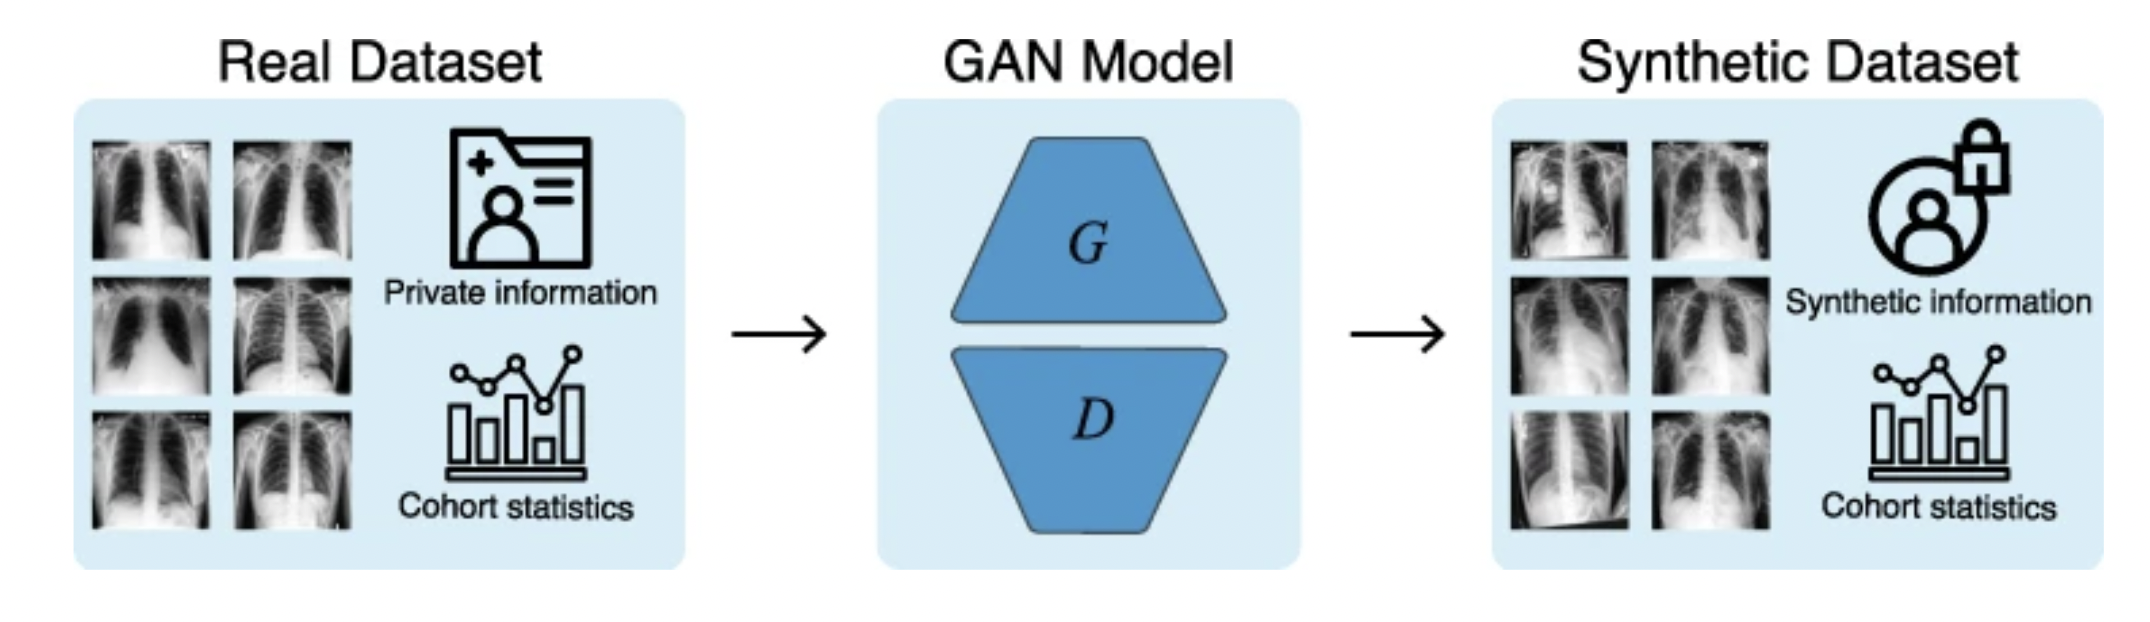 Real Dataset
GAN Model
Synthetic Dataset
Private information
Cohort statistics
G
D
Synthetic information
Cohort statistics